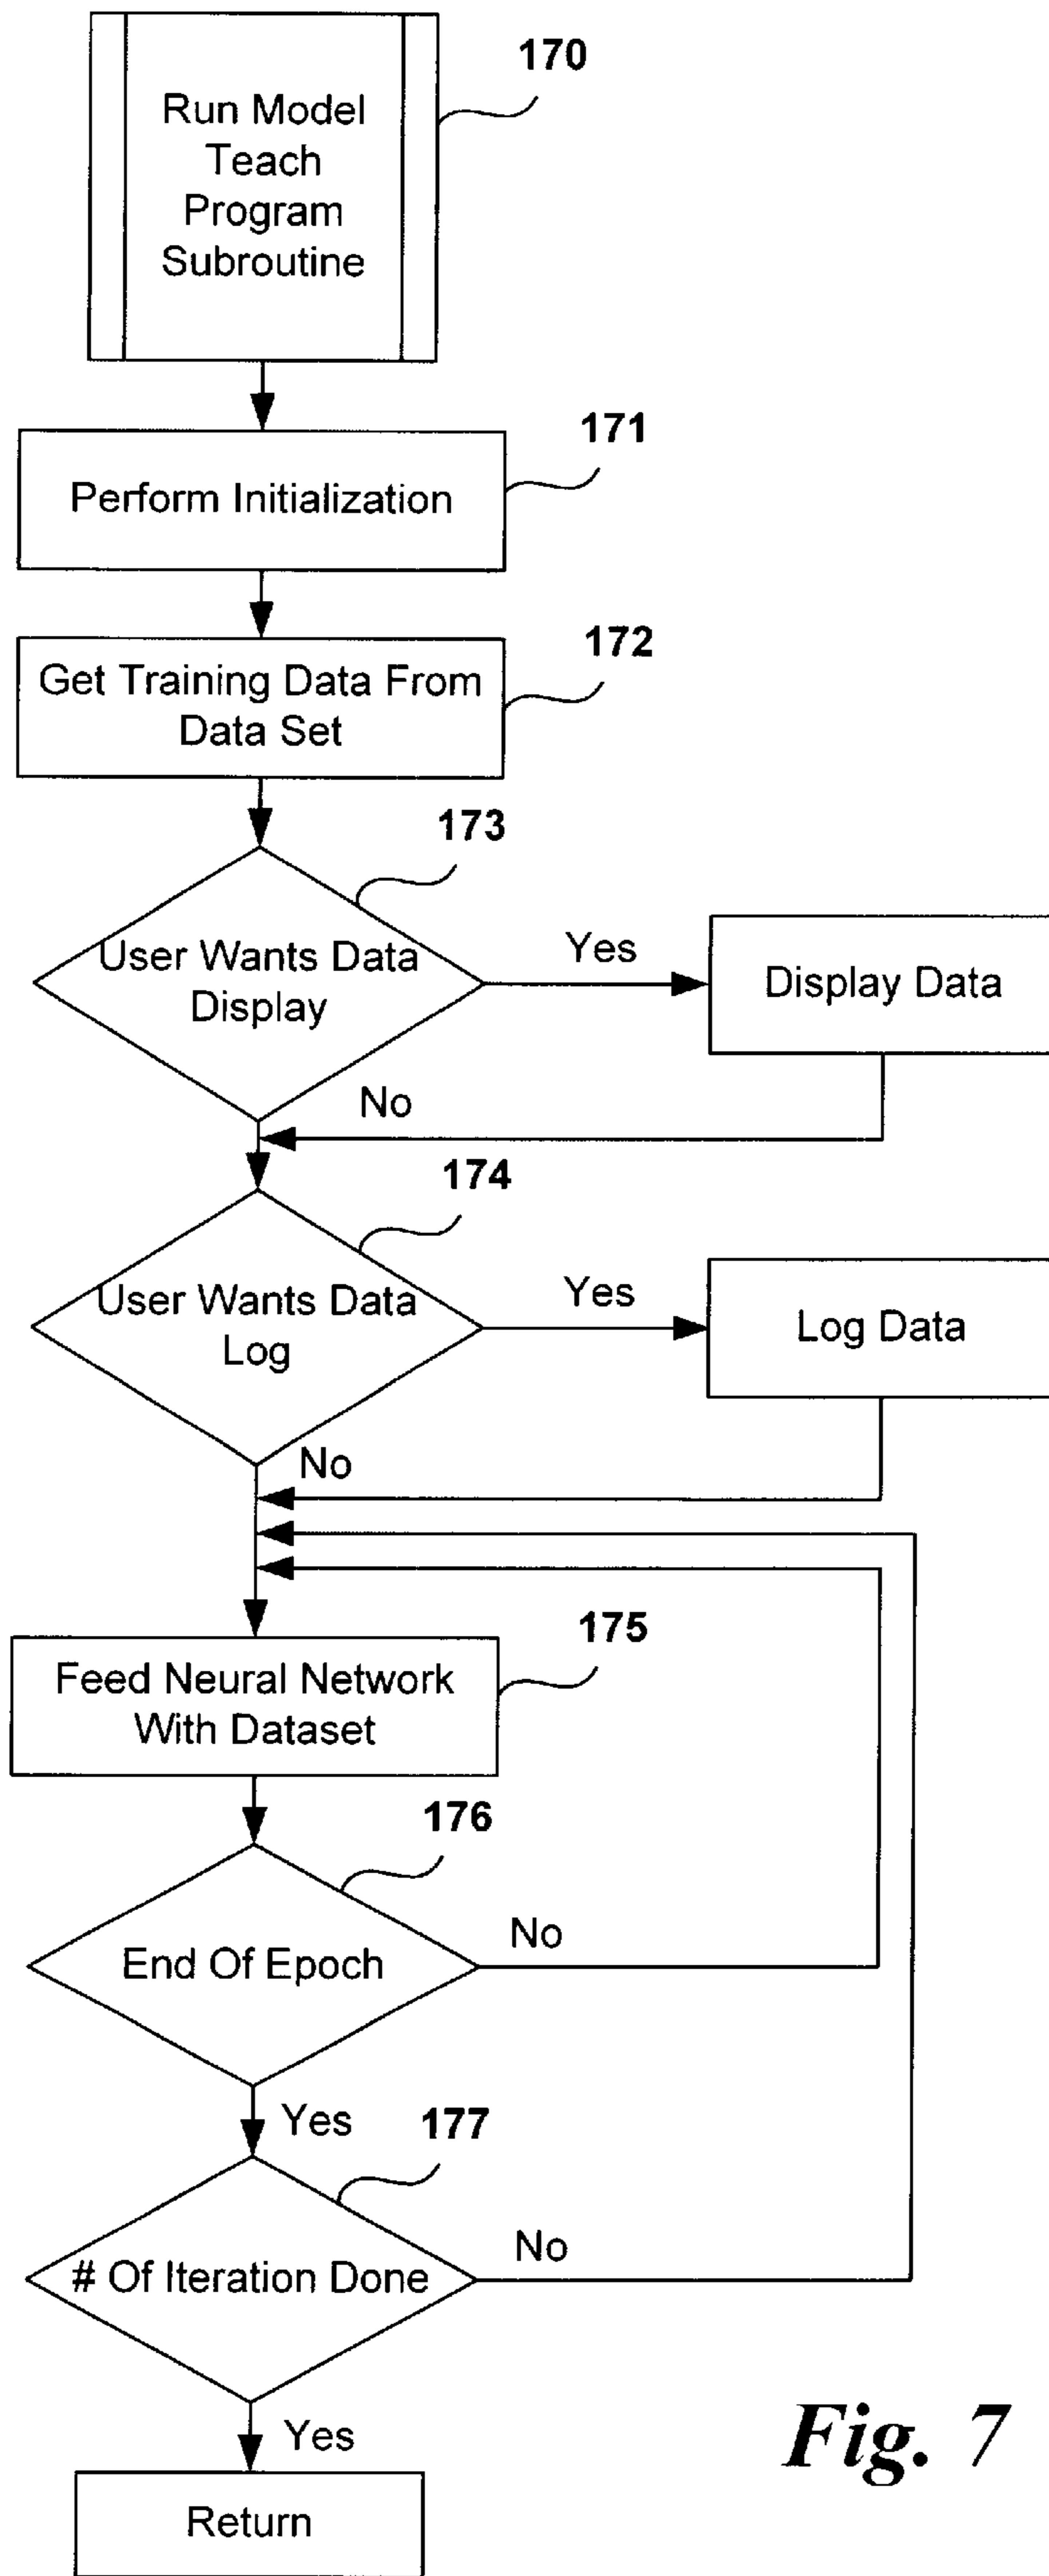 170
Run Model
Teach
Program
Subroutine
171
Perform Initialization
172
Get Training Data From
Data Set
173
User Wants Data
Display
Yes
Display Data
No
174
User Wants Data
Log
Yes
Log Data
No
175
Feed Neural Network
With Dataset
176
End Of Epoch
No
Yes
177
# Of Iteration Done
No
Yes
Return
Fig. 7